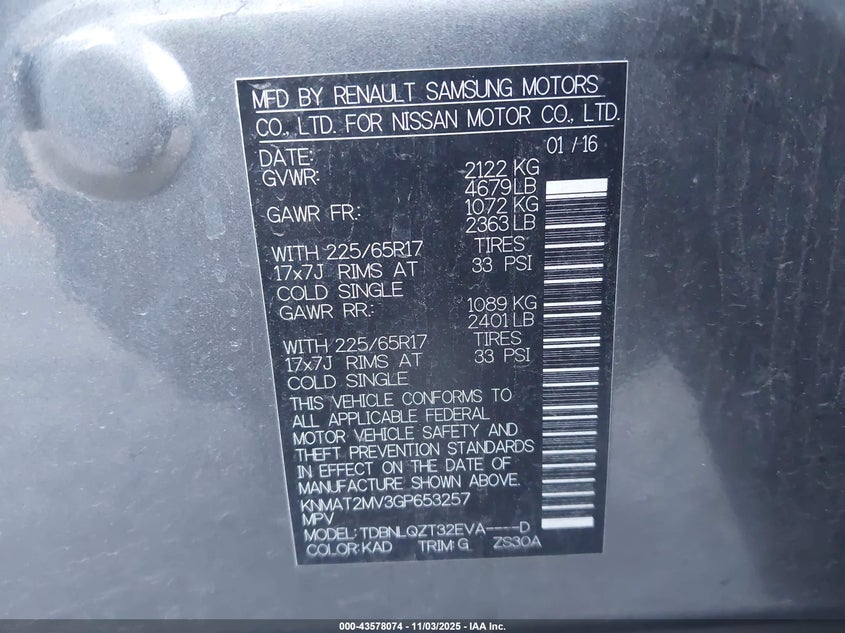 MFD BY RENAULT SAMSUNG MOTORS
CO., LTD. FOR NISSAN MOTOR CO., LTD.
DATE: 01 / 16
GVWR: 2122 KG
4679 LB
GAWR FR: 1072 KG
2363 LB
WITH 225/65R17 TIRES
17x7J RIMS AT 33 PSI
COLD SINGLE
GAWR RR: 1089 KG
2401 LB
WITH 225/65R17 TIRES
17x7J RIMS AT 33 PSI
COLD SINGLE
THIS VEHICLE CONFORMS TO
ALL APPLICABLE FEDERAL
MOTOR VEHICLE SAFETY AND
THEFT PREVENTION STANDARDS
IN EFFECT ON THE DATE OF
MANUFACTURE SHOWN ABOVE.
KNMAT2MV3GP653257
MPV
MODEL: TDBNLQZT32EVA----D
COLOR: KAD TRIM: G ZS30A
000-43578074 - 11/03/2025 - IAA Inc.